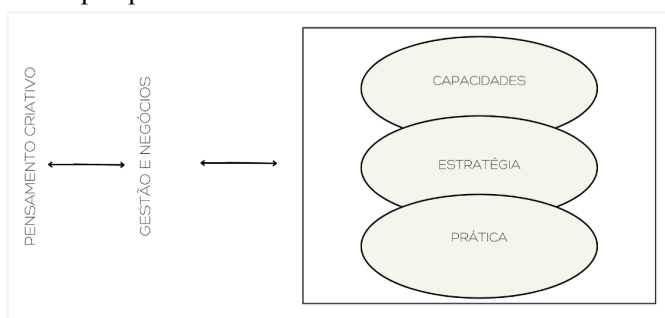 PENSAMENTO CRIATIVO
GESTÃO E NEGÓCIOS
CAPACIDADES
ESTRATÉGIA
PRÁTICA